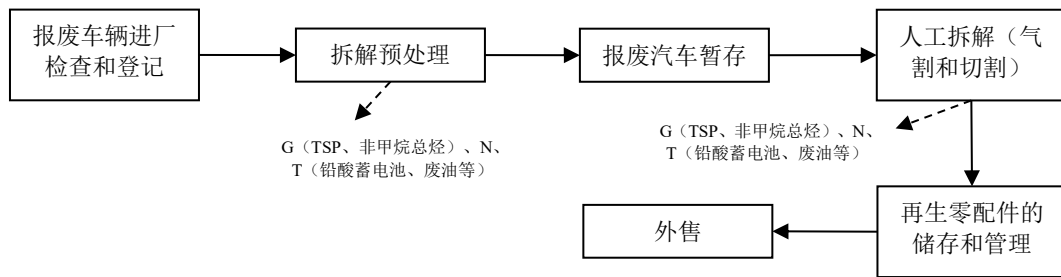 报废车辆进厂
检查和登记
拆解预处理
报废汽车暂存
人工拆解（气
割和切割）
G（TSP、非甲烷总烃）、N、
T（铅酸蓄电池、废油等）
G（TSP、非甲烷总烃）、N、
T（铅酸蓄电池、废油等）
外售
再生零配件的
储存和管理